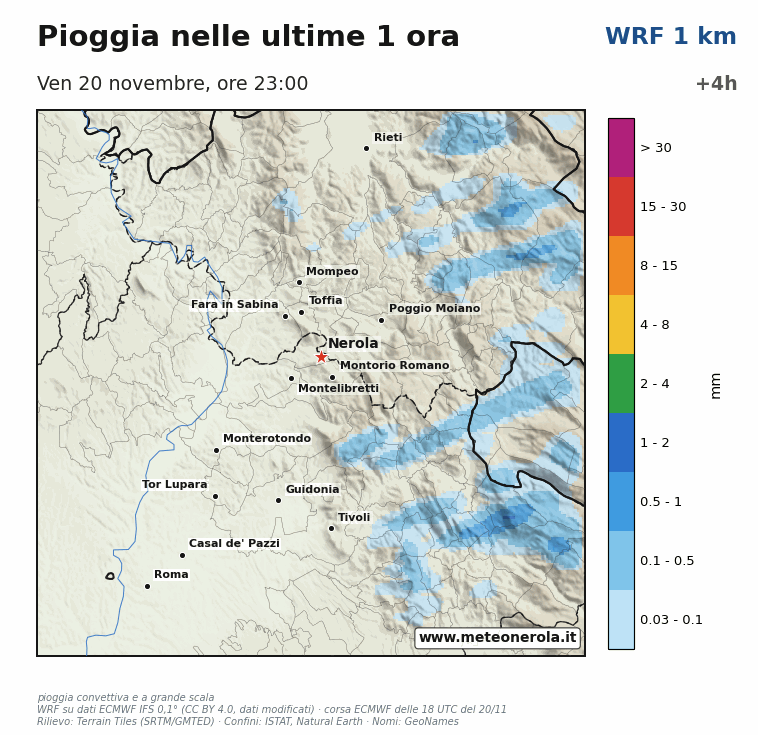 Pioggia nelle ultime 1 ora
WRF 1 km
Ven 20 novembre, ore 23:00
+4h
Rieti
Mompeo
Fara in Sabina
Toffia
Poggio Moiano
Nerola
Montorio Romano
Montelibretti
Monterotondo
Tor Lupara
Guidonia
Tivoli
Casal de' Pazzi
Roma
www.meteonerola.it
> 30
15 - 30
8 - 15
4 - 8
2 - 4
1 - 2
0.5 - 1
0.1 - 0.5
0.03 - 0.1
mm
pioggia convettiva e a grande scala
WRF su dati ECMWF IFS 0,1° (CC BY 4.0, dati modificati) · corsa ECMWF delle 18 UTC del 20/11
Rilievo: Terrain Tiles (SRTM/GMTED) · Confini: ISTAT, Natural Earth · Nomi: GeoNames